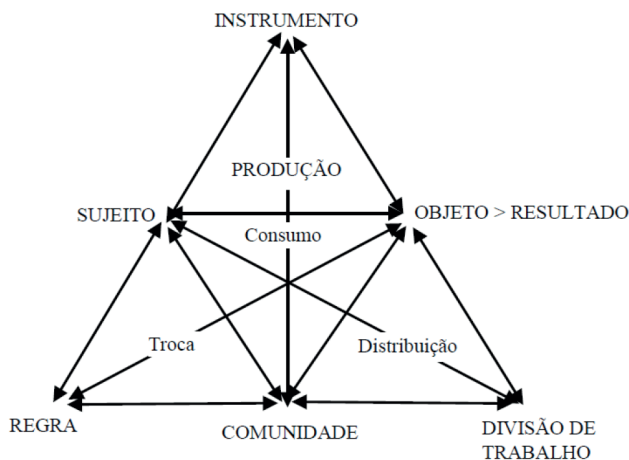 INSTRUMENTO
PRODUÇÃO
SUJEITO
OBJETO > RESULTADO
Consumo
Troca
Distribuição
REGRA
COMUNIDADE
DIVISÃO DE
TRABALHO